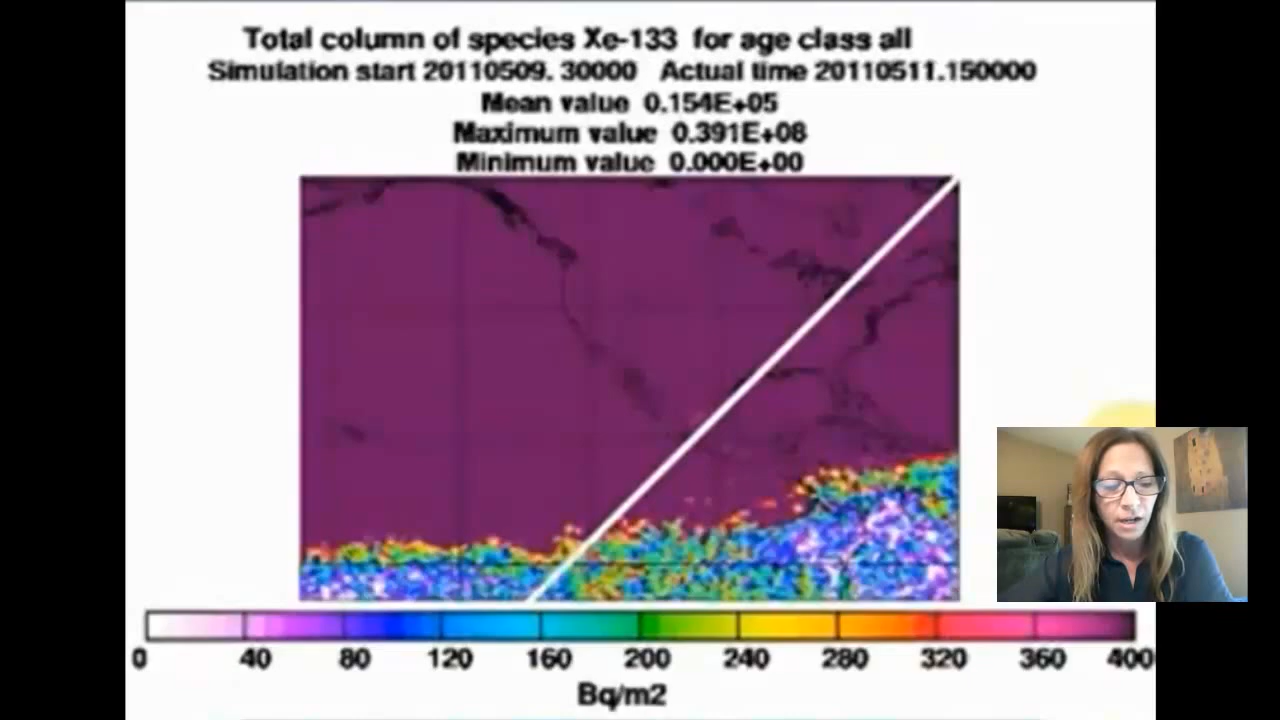 Total column of species Xe-133 for age class all
Simulation start 20110509. 30000 Actual time 20110511.150000
Mean value 0.154E+05
Maximum value 0.391E+08
Minimum value 0.000E+00
0 40 80 120 160 200 240 280 320 360 400
Bq/m2